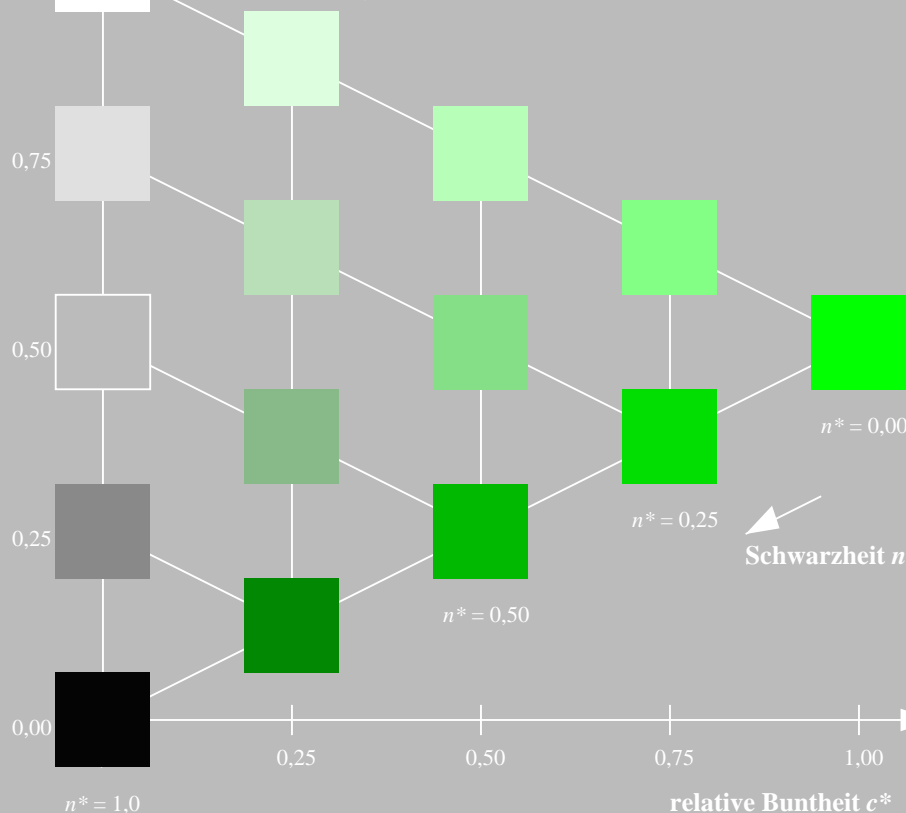 0,75
0,50
0,25
0,00
n* = 0,00
n* = 0,25
Schwarzheit n
n* = 0,50
0,25
0,50
0,75
1,00
n* = 1,0
relative Buntheit c*